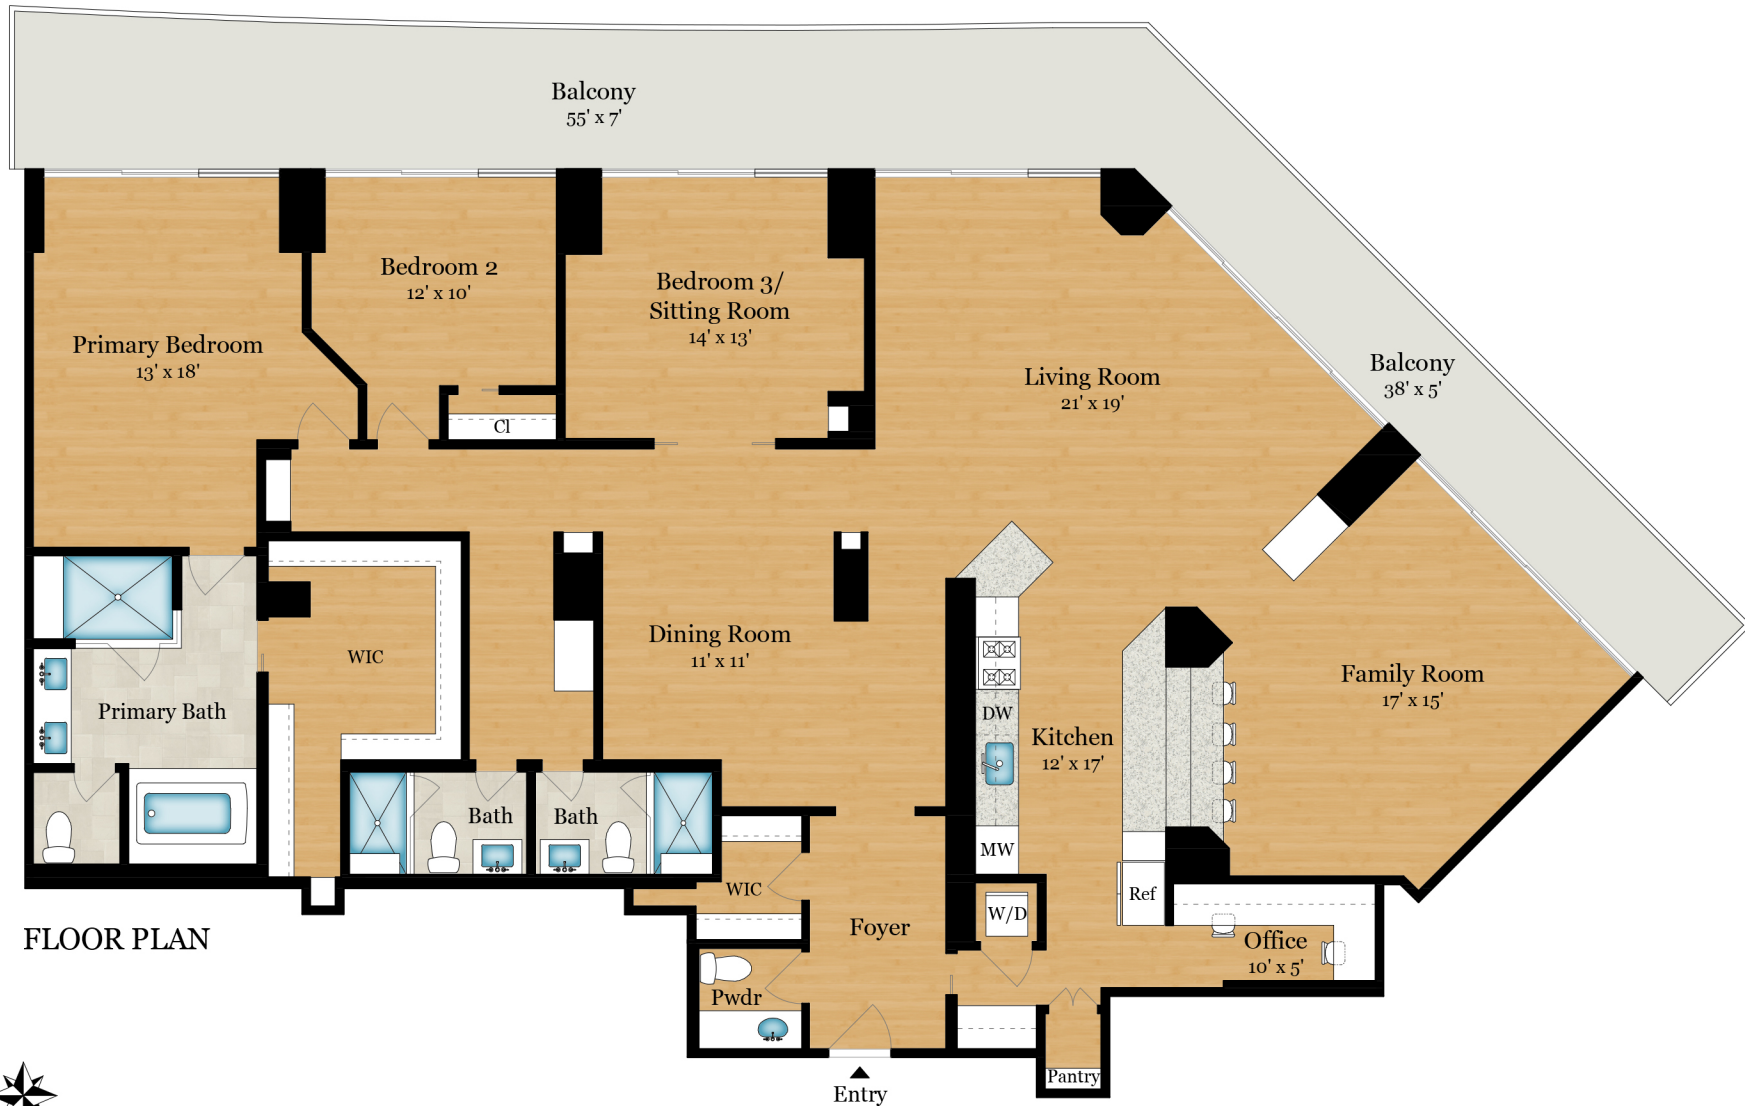 Balcony
55' x 7'
Bedroom 2
12' x 10'
Bedroom 3/
Sitting Room
14' x 13'
Primary Bedroom
13' x 18'
Living Room
21' x 19'
Balcony
38' x 5'
Cl
Dining Room
11' x 11'
WIC
Family Room
17' x 15'
Primary Bath
DW
Kitchen
12' x 17'
Bath
Bath
MW
WIC
Ref
W/D
Foyer
Office
10' x 5'
FLOOR PLAN
Pwdr
Pantry
Entry